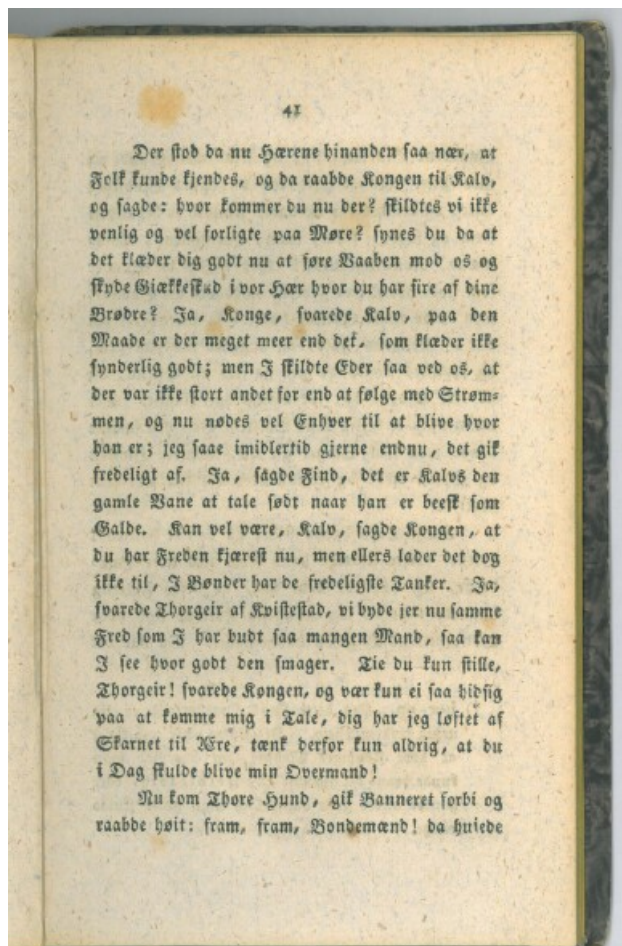 41
Der stod da nu Hærene hinanden saa nær, at
Folk kunde kjendes, og da raabde Kongen til Kalv,
og sagde: hvor kommer du nu der? skildtes vi ikke
venlig og vel forligte paa Møre? synes du da at
det klæder dig godt nu at føre Vaaben mod os og
skyde Giækkeskud i vor Hær hvor du har fire af dine
Brødre? Ja, Konge, svarede Kalv, paa den
Maade er der meget meer end det, som klæder ikke
synderlig godt; men I skildte Eder saa ved os, at
der var ikke stort andet for end at følge med Strøm-
men, og nu nødes vel Enhver til at blive hvor
han er; jeg saae imidlertid gjerne endnu, det gik
fredeligt af. Ja, sagde Find, det er Kalvs den
gamle Vane at tale sødt naar han er beesk som
Galde. Kan vel være, Kalv, sagde Kongen, at
du har Freden kjærest nu, men ellers lader det dog
ikke til, I Bønder har de fredeligste Tanker. Ja,
svarede Thorgeir af Kvistestad, vi byde jer nu samme
Fred som I har budt saa mangen Mand, saa kan
I see hvor godt den smager. Tie du kun stille,
Thorgeir! svarede Kongen, og vær kun ei saa hidsig
paa at komme mig i Tale, dig har jeg løftet af
Skarnet til Ære, tænk derfor kun aldrig, at du
i Dag skulde blive min Overmand!
Nu kom Thore Hund, gik Banneret forbi og
raabde høit: fram, fram, Bondemænd! da huiede